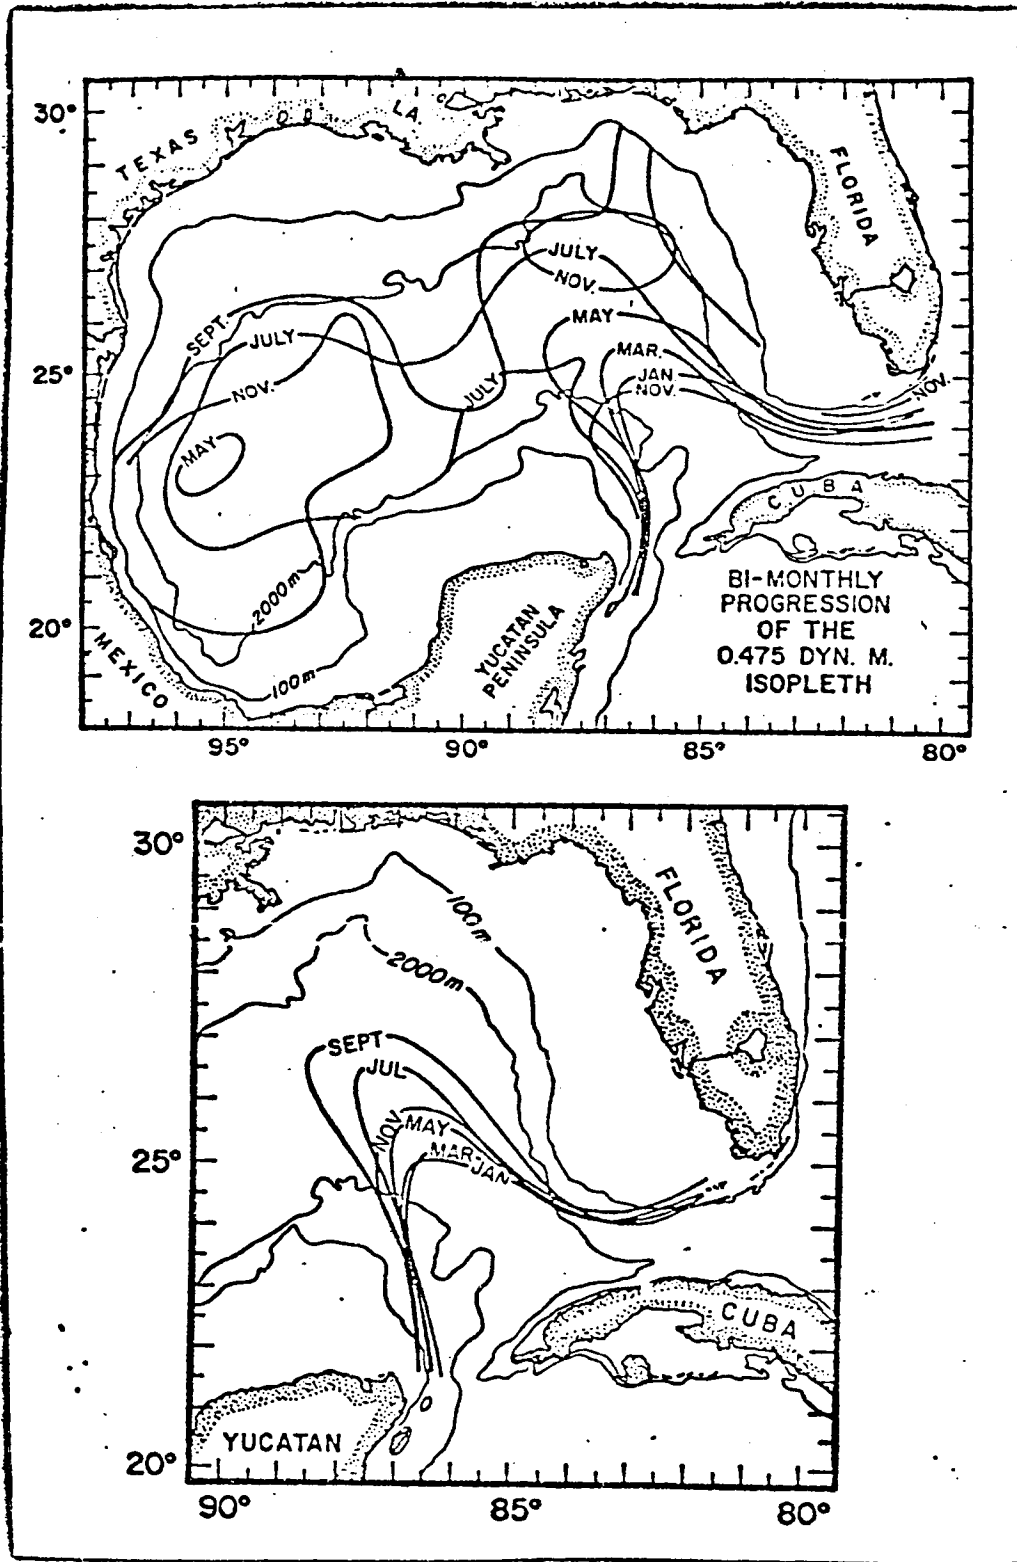 30°
25°
20°
TEXAS
LA.
FLORIDA
JULY
NOV.
MAY
SEPT.
JULY
MAR.
JAN.
NOV.
NOV.
JULY
NOV.
MAY
CUBA
2000m
100m
MEXICO
YUCATAN
PENINSULA
BI-MONTHLY
PROGRESSION
OF THE
0.475 DYN. M.
ISOPLETH
95°
90°
85°
80°
30°
25°
20°
100m
FLORIDA
2000m
SEPT
JUL
NOV
MAY
MAR
JAN
CUBA
YUCATAN
90°
85°
80°